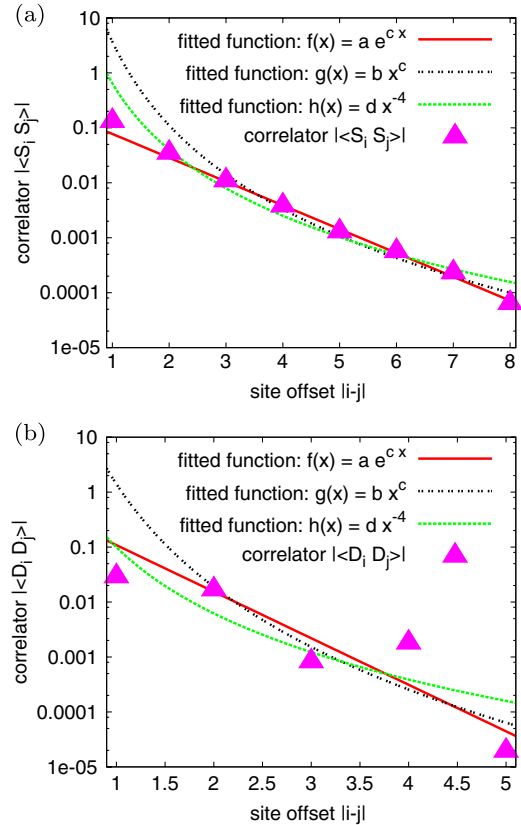 (a)
10
1
0.1
0.01
0.001
0.0001
1e-05
correlator |<S_i S_j>|
fitted function: f(x) = a e^{c x}
fitted function: g(x) = b x^c
fitted function: h(x) = d x^{-4}
correlator |<S_i S_j>|
1 2 3 4 5 6 7 8
site offset |i-j|
(b)
10
1
0.1
0.01
0.001
0.0001
1e-05
correlator |<D_i D_j>|
fitted function: f(x) = a e^{c x}
fitted function: g(x) = b x^c
fitted function: h(x) = d x^{-4}
correlator |<D_i D_j>|
1 1.5 2 2.5 3 3.5 4 4.5 5
site offset |i-j|